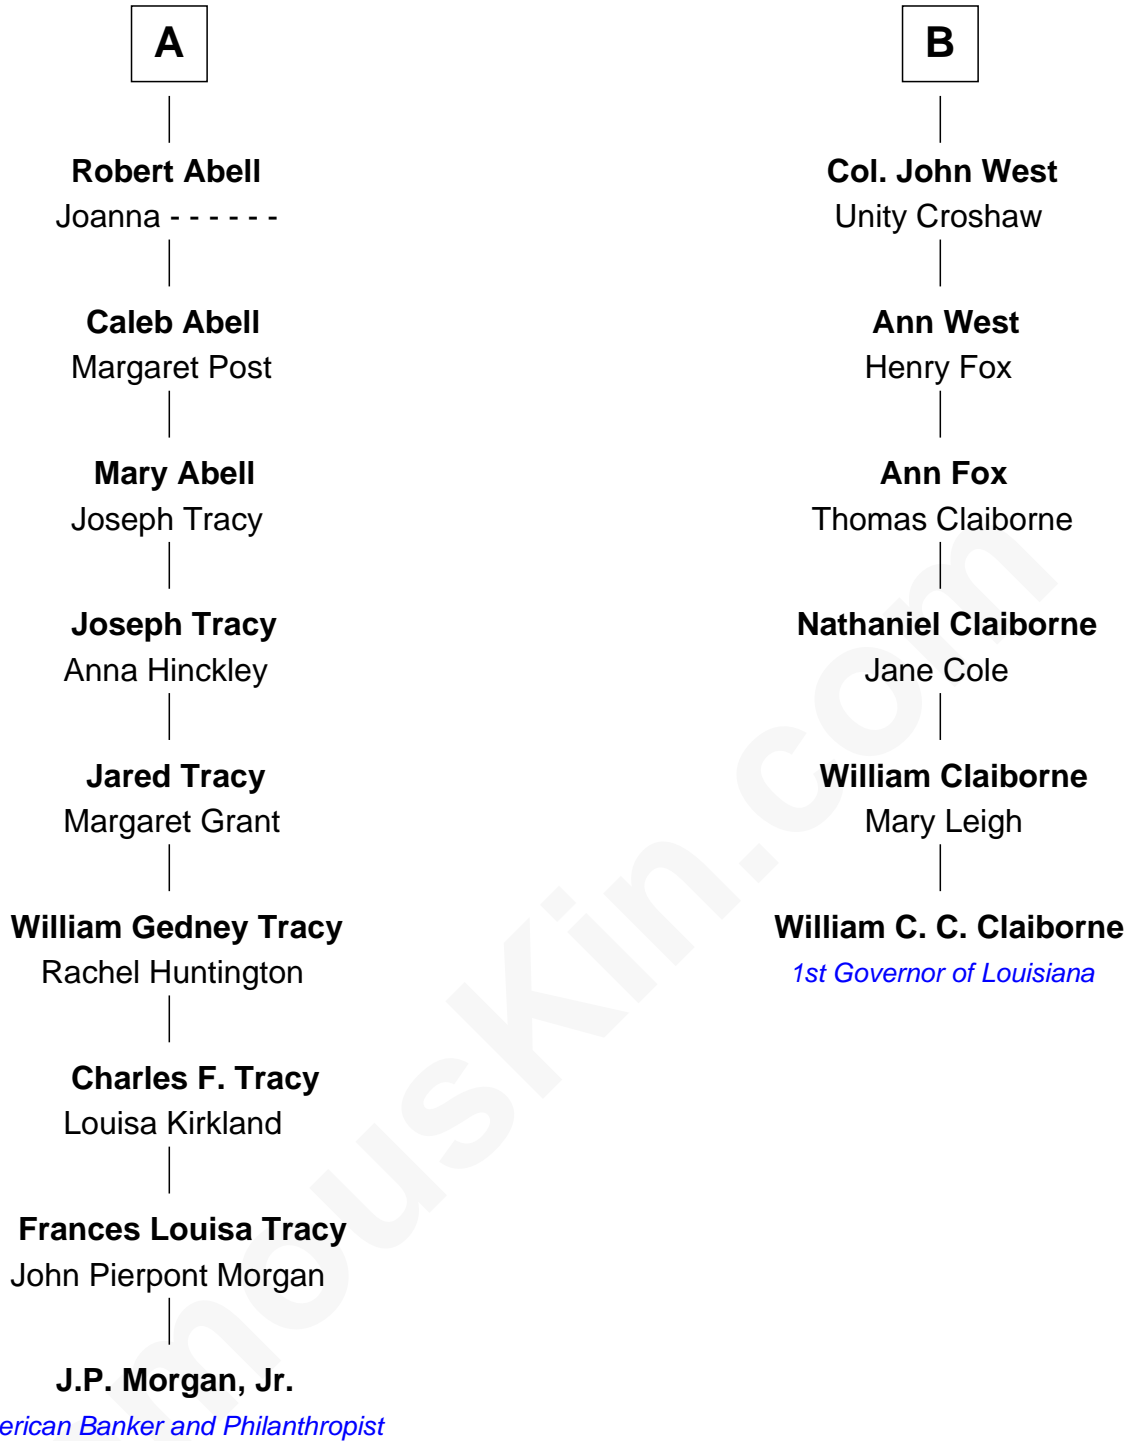 A
Robert Abell
Joanna - - - - - -
Caleb Abell
Margaret Post
Mary Abell
Joseph Tracy
Joseph Tracy
Anna Hinckley
Jared Tracy
Margaret Grant
William Gedney Tracy
Rachel Huntington
Charles F. Tracy
Louisa Kirkland
Frances Louisa Tracy
John Pierpont Morgan
J.P. Morgan, Jr.
erican Banker and Philanthropist
B
Col. John West
Unity Croshaw
Ann West
Henry Fox
Ann Fox
Thomas Claiborne
Nathaniel Claiborne
Jane Cole
William Claiborne
Mary Leigh
William C. C. Claiborne
1st Governor of Louisiana
mousKin.com